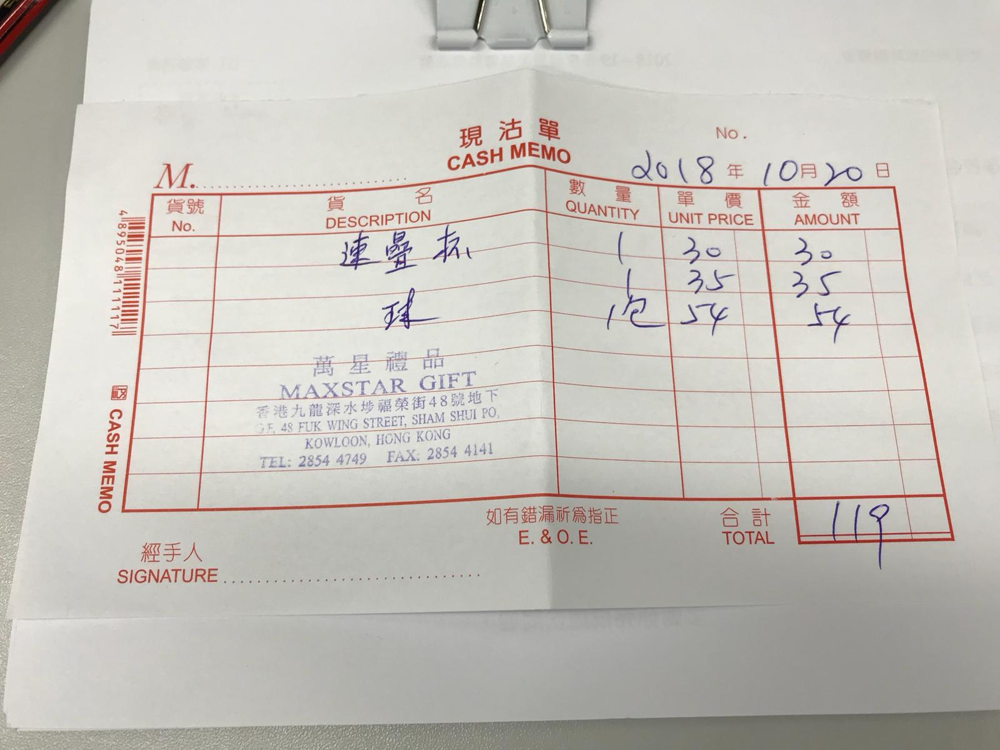 現沽單
CASH MEMO
No.
M.
2018年10月20日
貨號 貨名 數量 單價 金額
No. DESCRIPTION QUANTITY UNIT PRICE AMOUNT
連疊杯 1 30 30
1 35 35
球 1包 54 54
萬星禮品
MAXSTAR GIFT
香港九龍深水埗福榮街48號地下
G/F, 48 FUK WING STREET, SHAM SHUI PO,
KOWLOON, HONG KONG
TEL: 2854 4749 FAX: 2854 4141
如有錯漏祈為指正 合計 119
E. & O. E. TOTAL
經手人
SIGNATURE
4895048111117
CASH MEMO